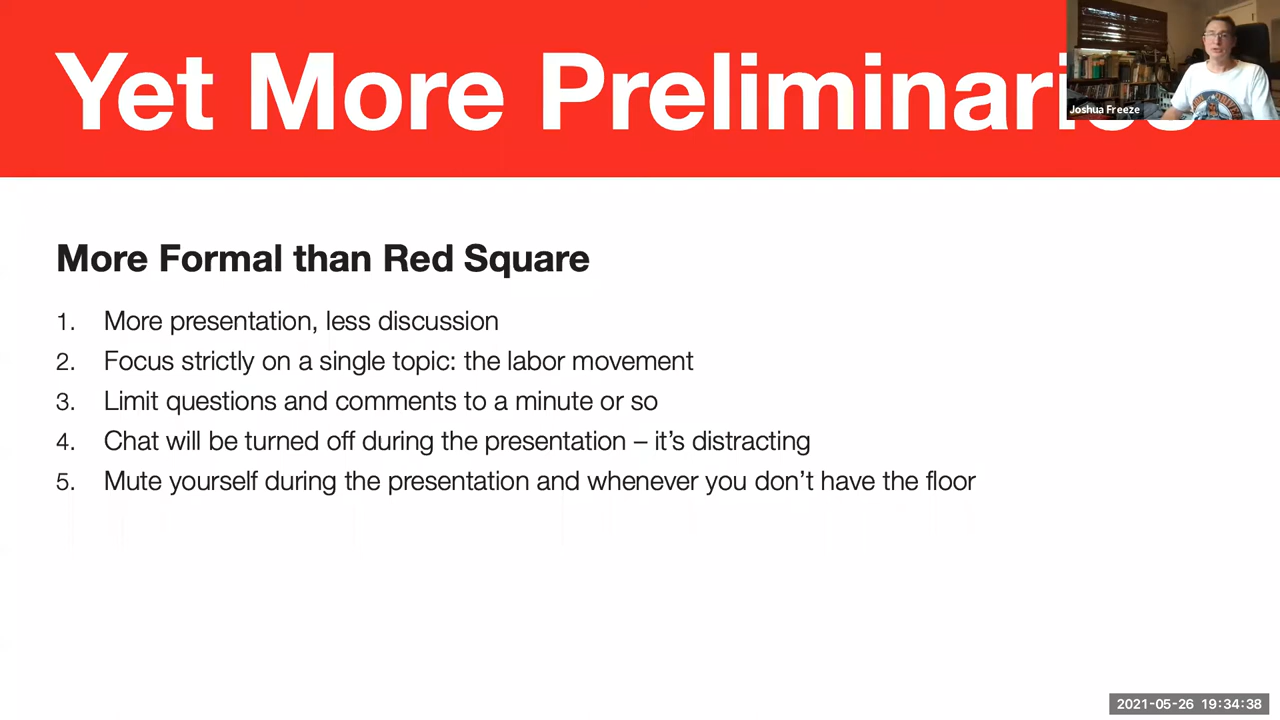 Yet More Preliminaries
Joshua Freeze
More Formal than Red Square
1. More presentation, less discussion
2. Focus strictly on a single topic: the labor movement
3. Limit questions and comments to a minute or so
4. Chat will be turned off during the presentation – it’s distracting
5. Mute yourself during the presentation and whenever you don’t have the floor
2021-05-26 19:34:38